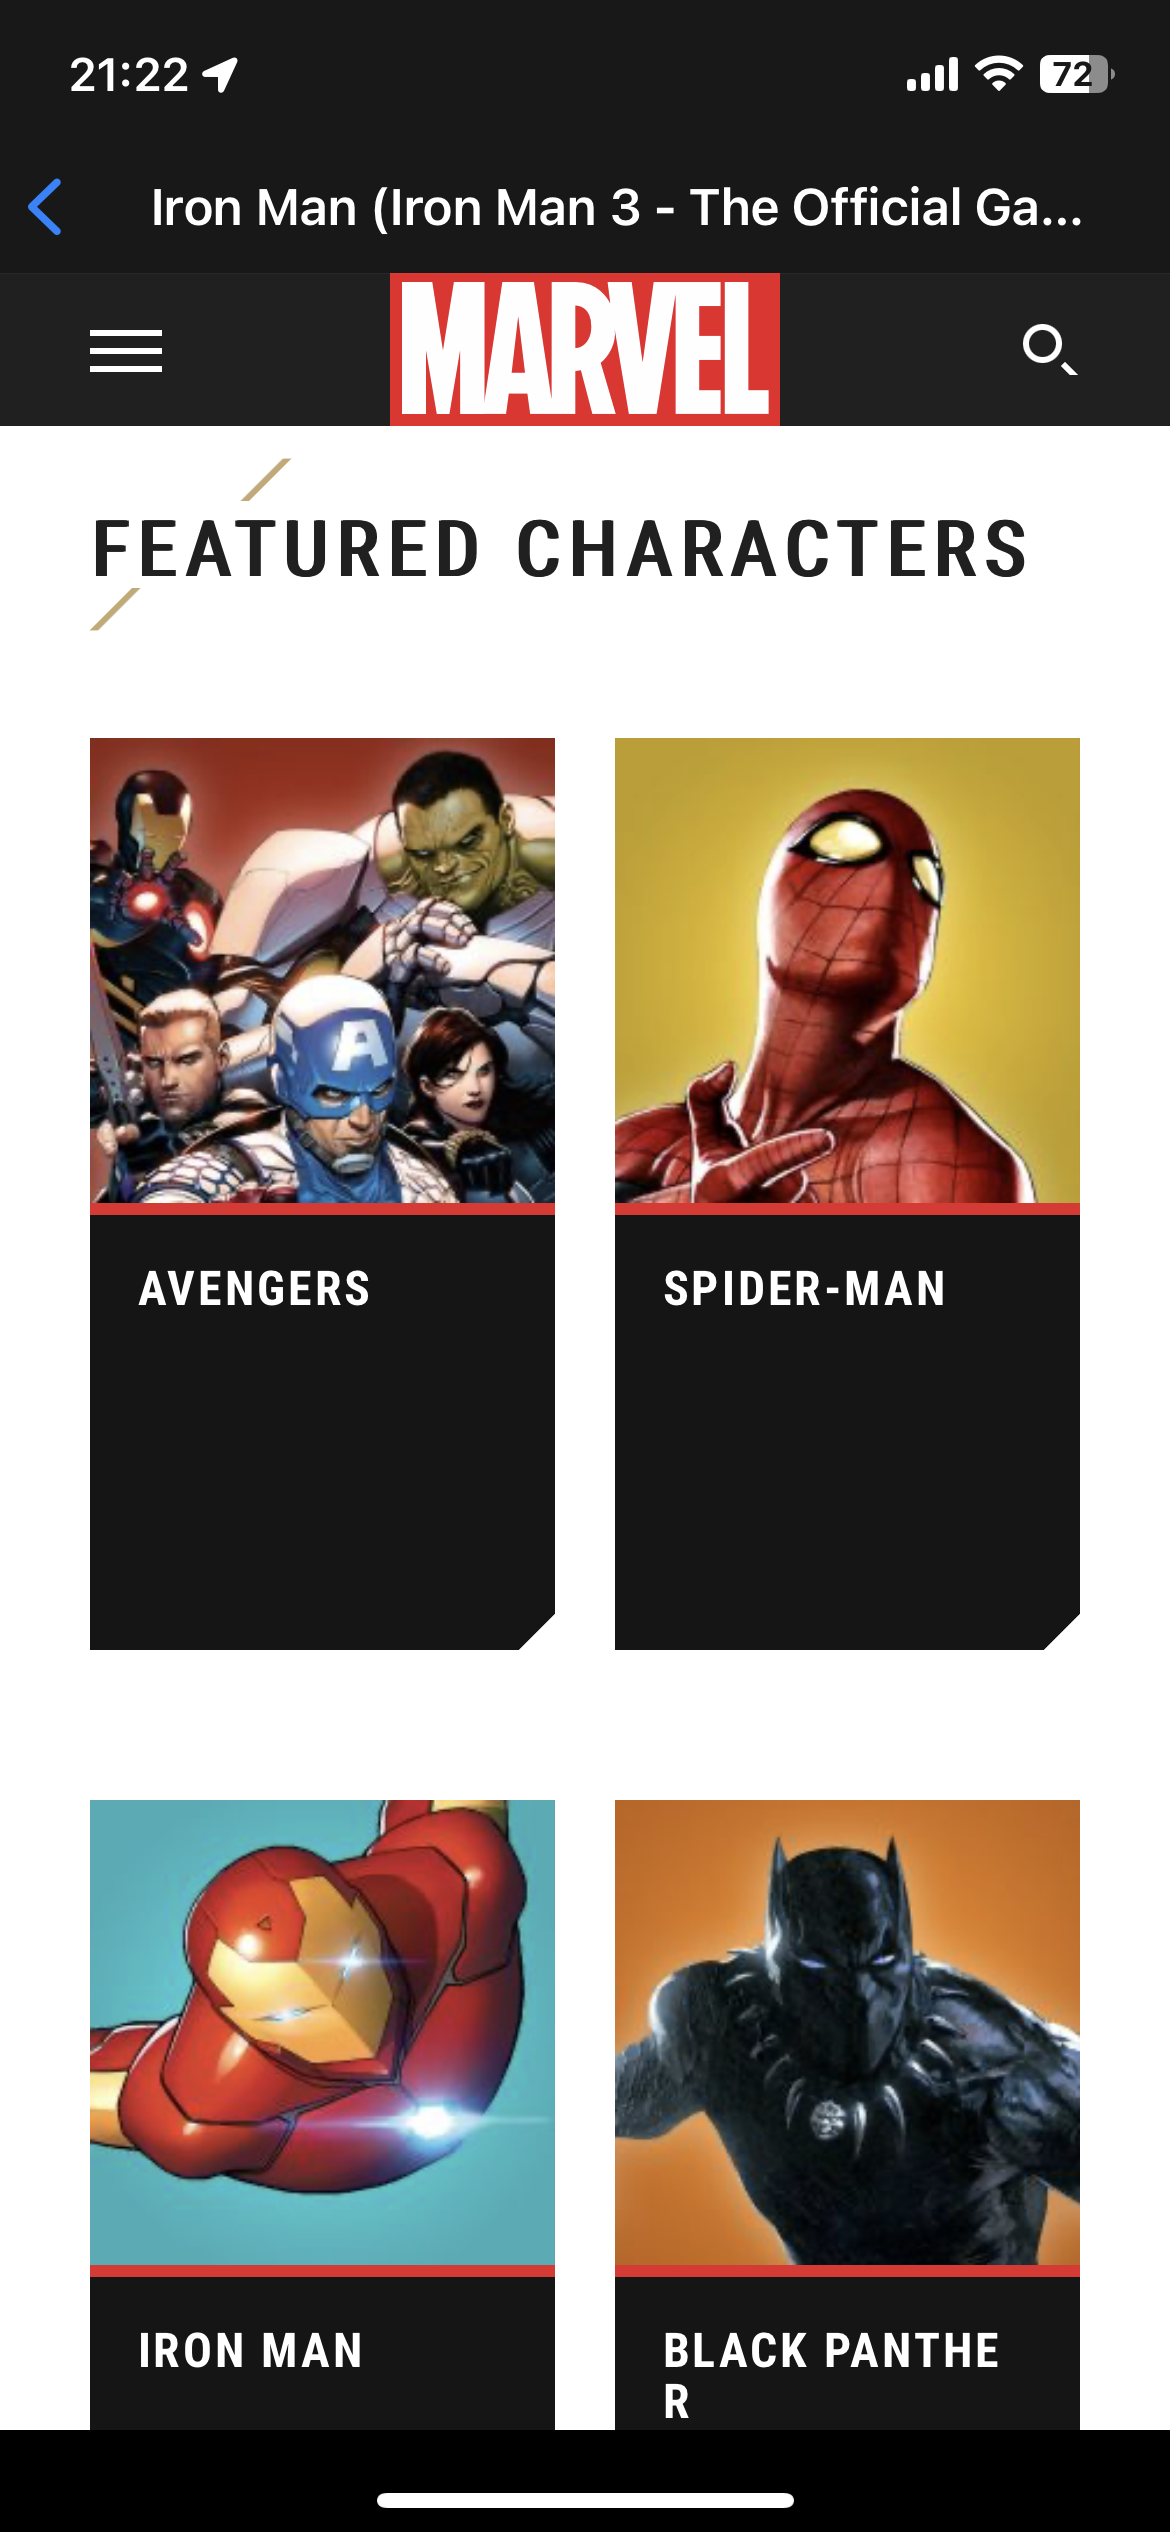 21:22
72
Iron Man (Iron Man 3 - The Official Ga...
MARVEL
FEATURED CHARACTERS
A
AVENGERS
SPIDER-MAN
IRON MAN
BLACK PANTHE
R